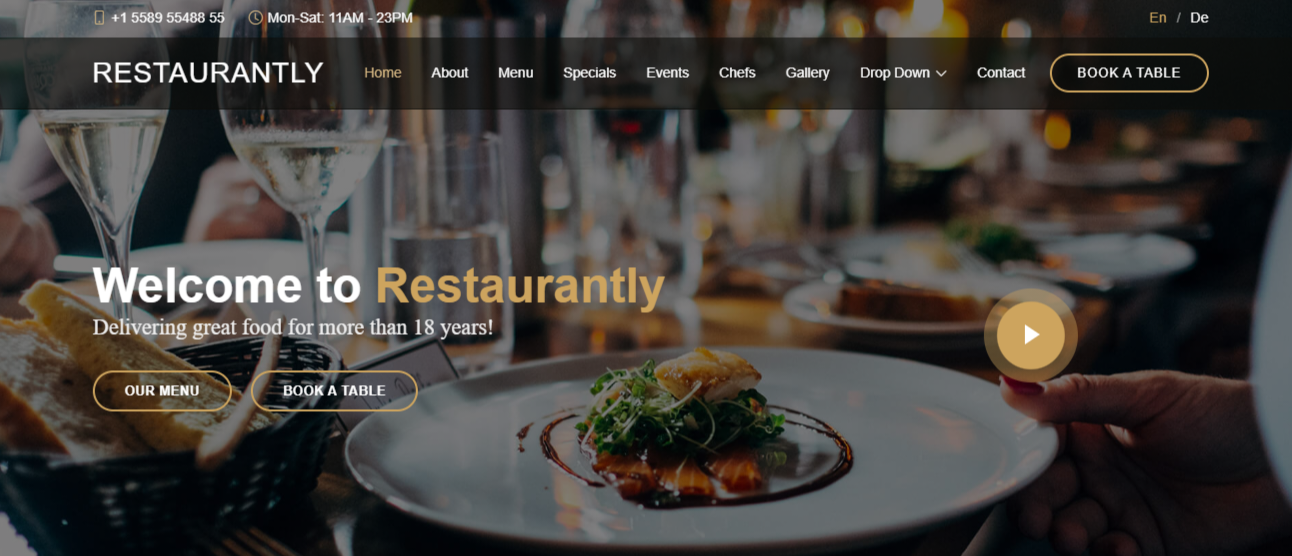 +1 5589 55488 55 Mon-Sat: 11AM - 23PM En / De
RESTAURANTLY Home About Menu Specials Events Chefs Gallery Drop Down Contact BOOK A TABLE
Welcome to Restaurantly
Delivering great food for more than 18 years!
OUR MENU BOOK A TABLE